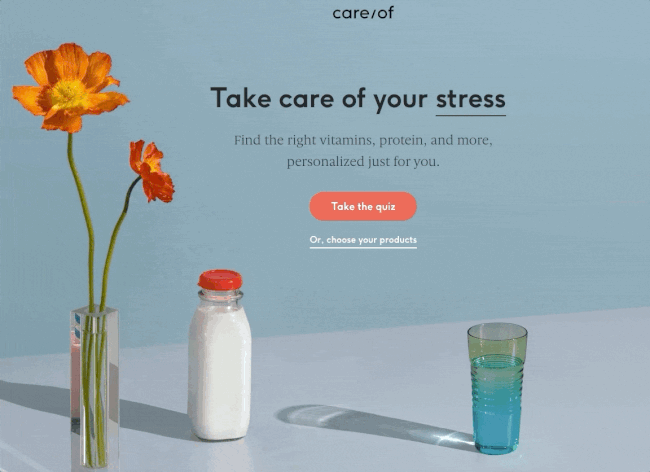 care/of
Take care of your stress
Find the right vitamins, protein, and more,
personalized just for you.
Take the quiz
Or, choose your products